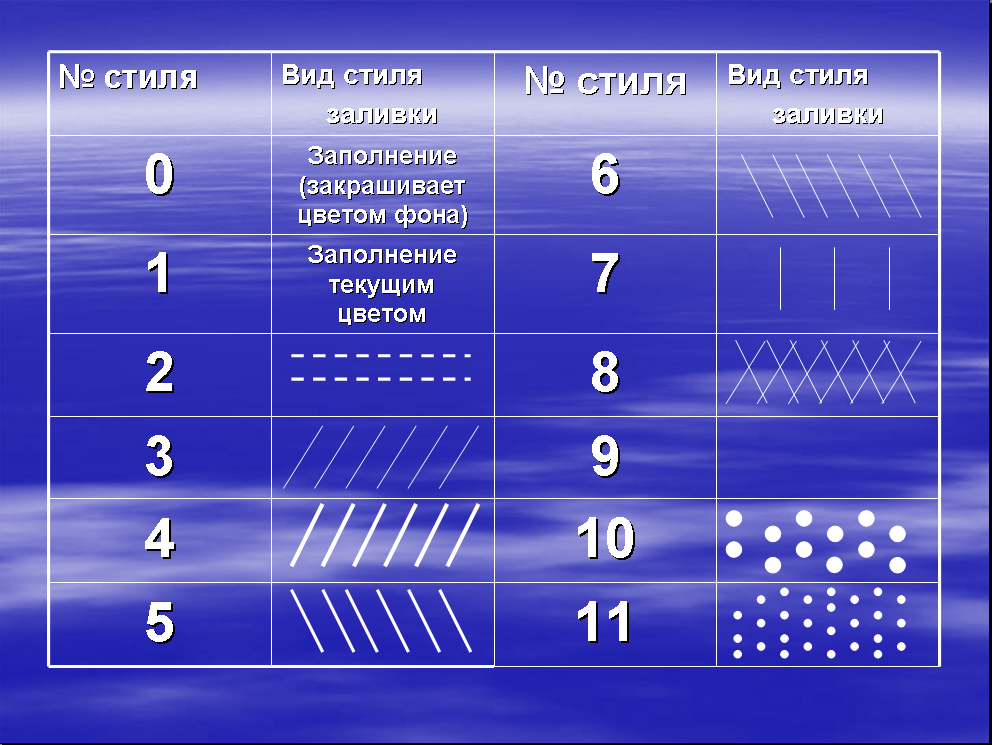 № стиля
Вид стиля
заливки
№ стиля
Вид стиля
заливки
0
Заполнение
(закрашивает
цветом фона)
6
1
Заполнение
текущим
цветом
7
2
8
3
9
4
10
5
11